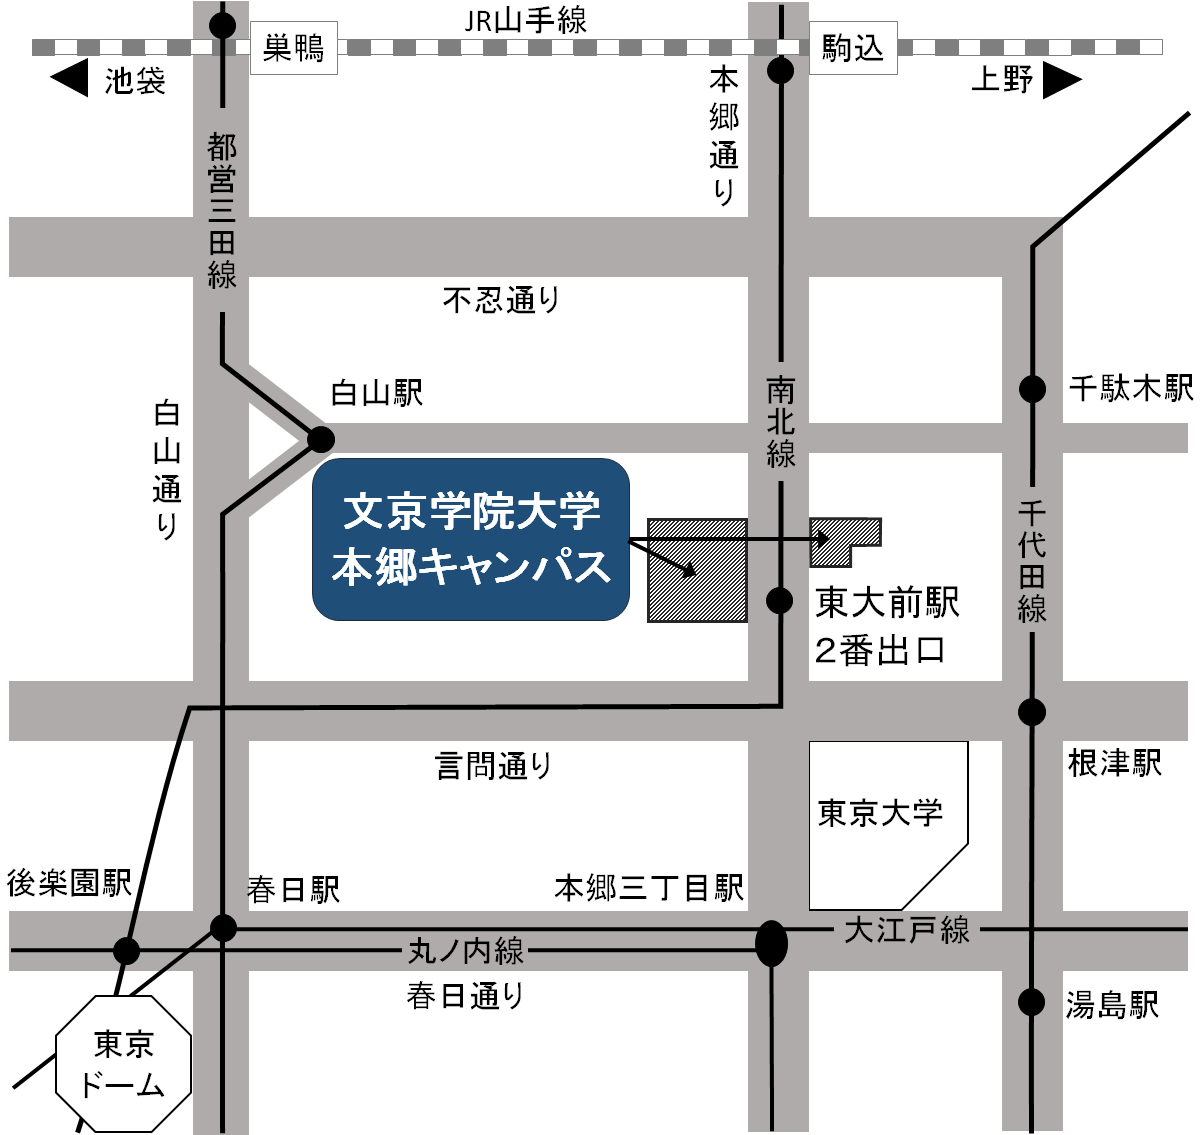 JR山手線
巣鴨
駒込
池袋
上野
本郷通り
都営三田線
不忍通り
白山駅
白山通り
南北線
千駄木駅
文京学院大学
本郷キャンパス
千代田線
東大前駅
２番出口
言問通り
根津駅
東京大学
後楽園駅
春日駅
本郷三丁目駅
大江戸線
丸ノ内線
春日通り
湯島駅
東京
ドーム